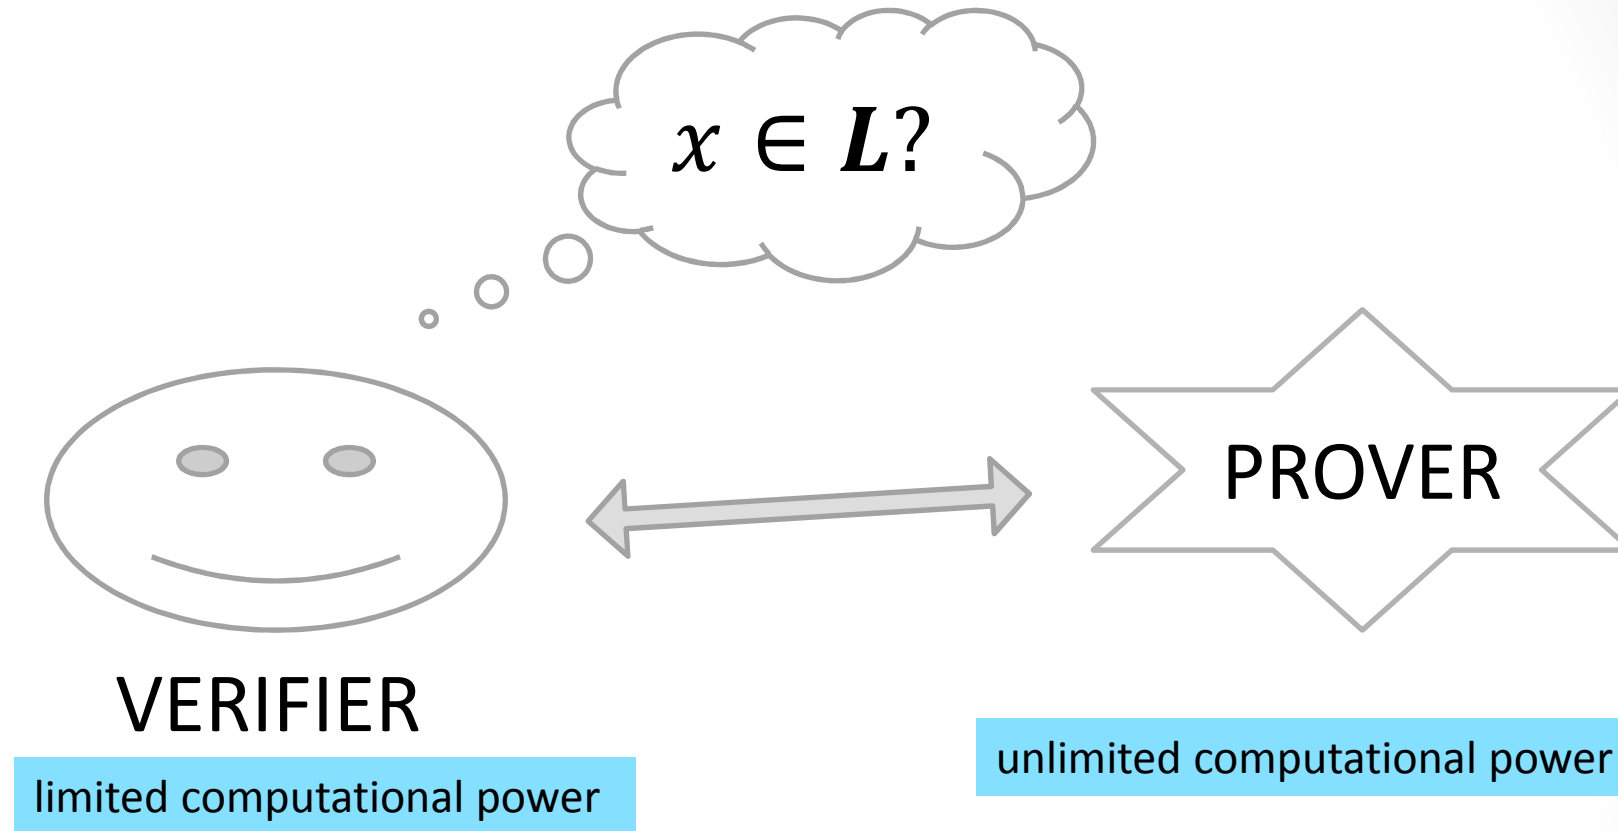 x ∈ L?
PROVER
VERIFIER
unlimited computational power
limited computational power